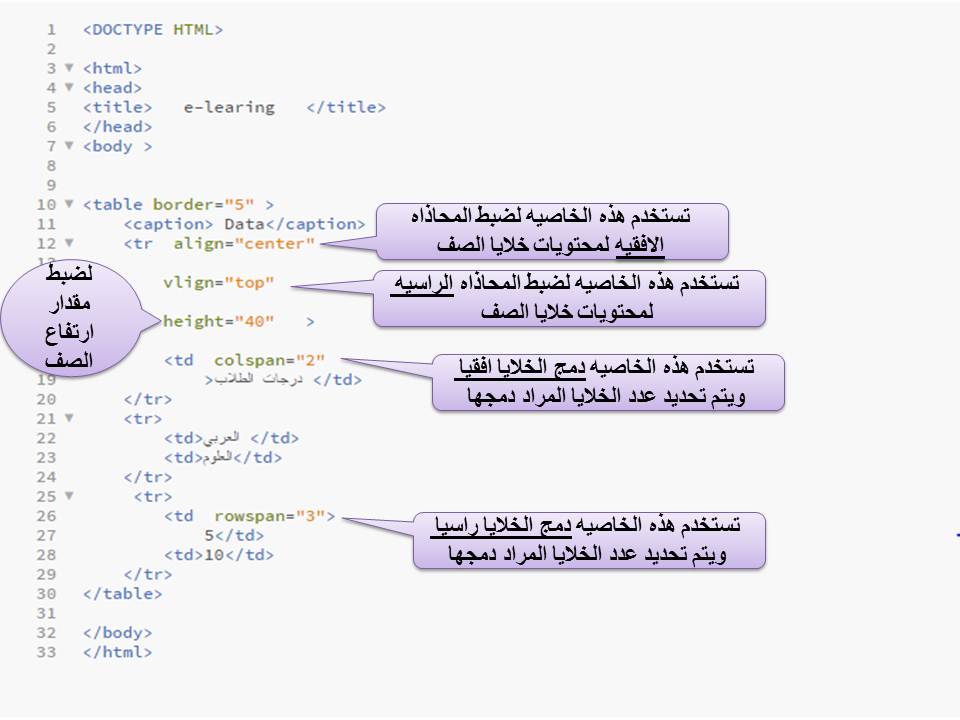 1 <DOCTYPE HTML>
2
3 <html>
4 <head>
5 <title> e-learing </title>
6 </head>
7 <body >
8
9
10 <table border="5" >
11 <caption> Data</caption>
12 <tr align="center"
تستخدم هذه الخاصيه لضبط المحاذاه
الافقيه لمحتويات خلايا الصف
vlign="top"
تستخدم هذه الخاصيه لضبط المحاذاه الراسيه
لمحتويات خلايا الصف
height="40" >
لضبط
مقدار
ارتفاع
الصف
<td colspan="2"
تستخدم هذه الخاصيه دمج الخلايا افقيا
ويتم تحديد عدد الخلايا المراد دمجها
19 >درجات الطلاب </td>
20 </tr>
21 <tr>
22 <td>العربي </td>
23 <td>العلوم</td>
24 </tr>
25 <tr>
26 <td rowspan="3">
تستخدم هذه الخاصيه دمج الخلايا راسيا
ويتم تحديد عدد الخلايا المراد دمجها
27 5</td>
28 <td>10</td>
29 </tr>
30 </table>
31
32 </body>
33 </html>